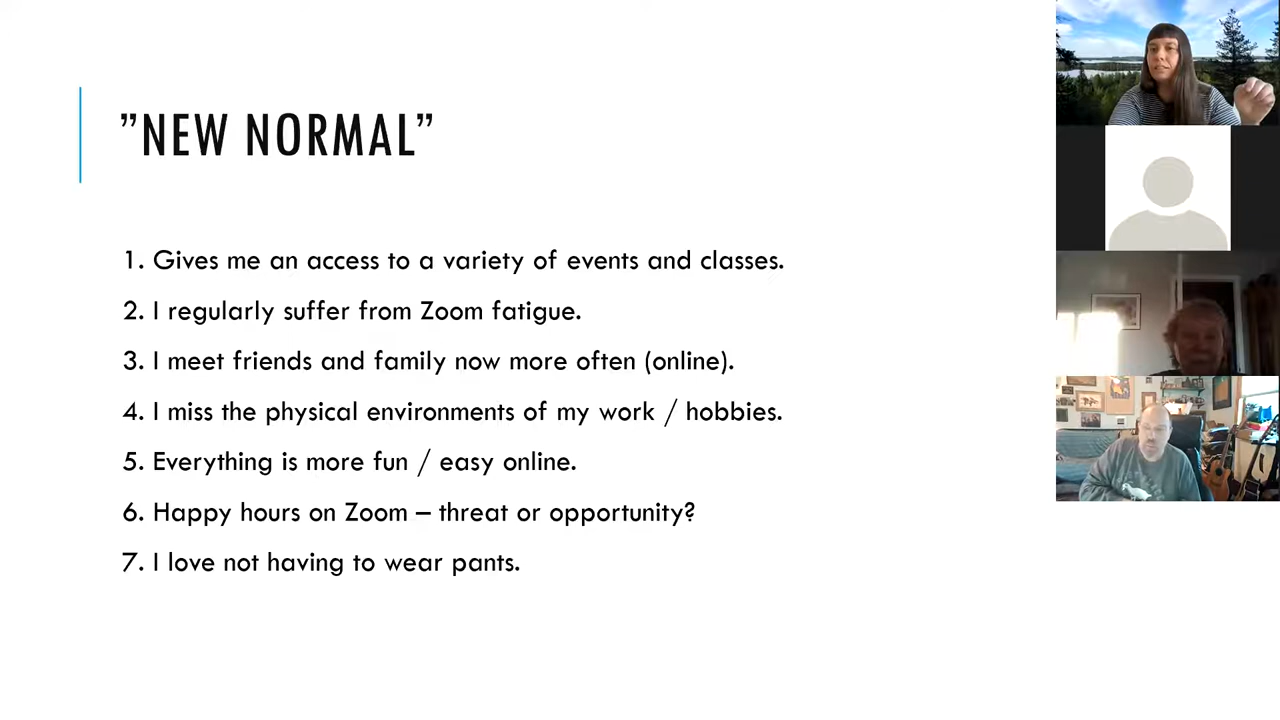 ”NEW NORMAL”
1. Gives me an access to a variety of events and classes.
2. I regularly suffer from Zoom fatigue.
3. I meet friends and family now more often (online).
4. I miss the physical environments of my work / hobbies.
5. Everything is more fun / easy online.
6. Happy hours on Zoom – threat or opportunity?
7. I love not having to wear pants.